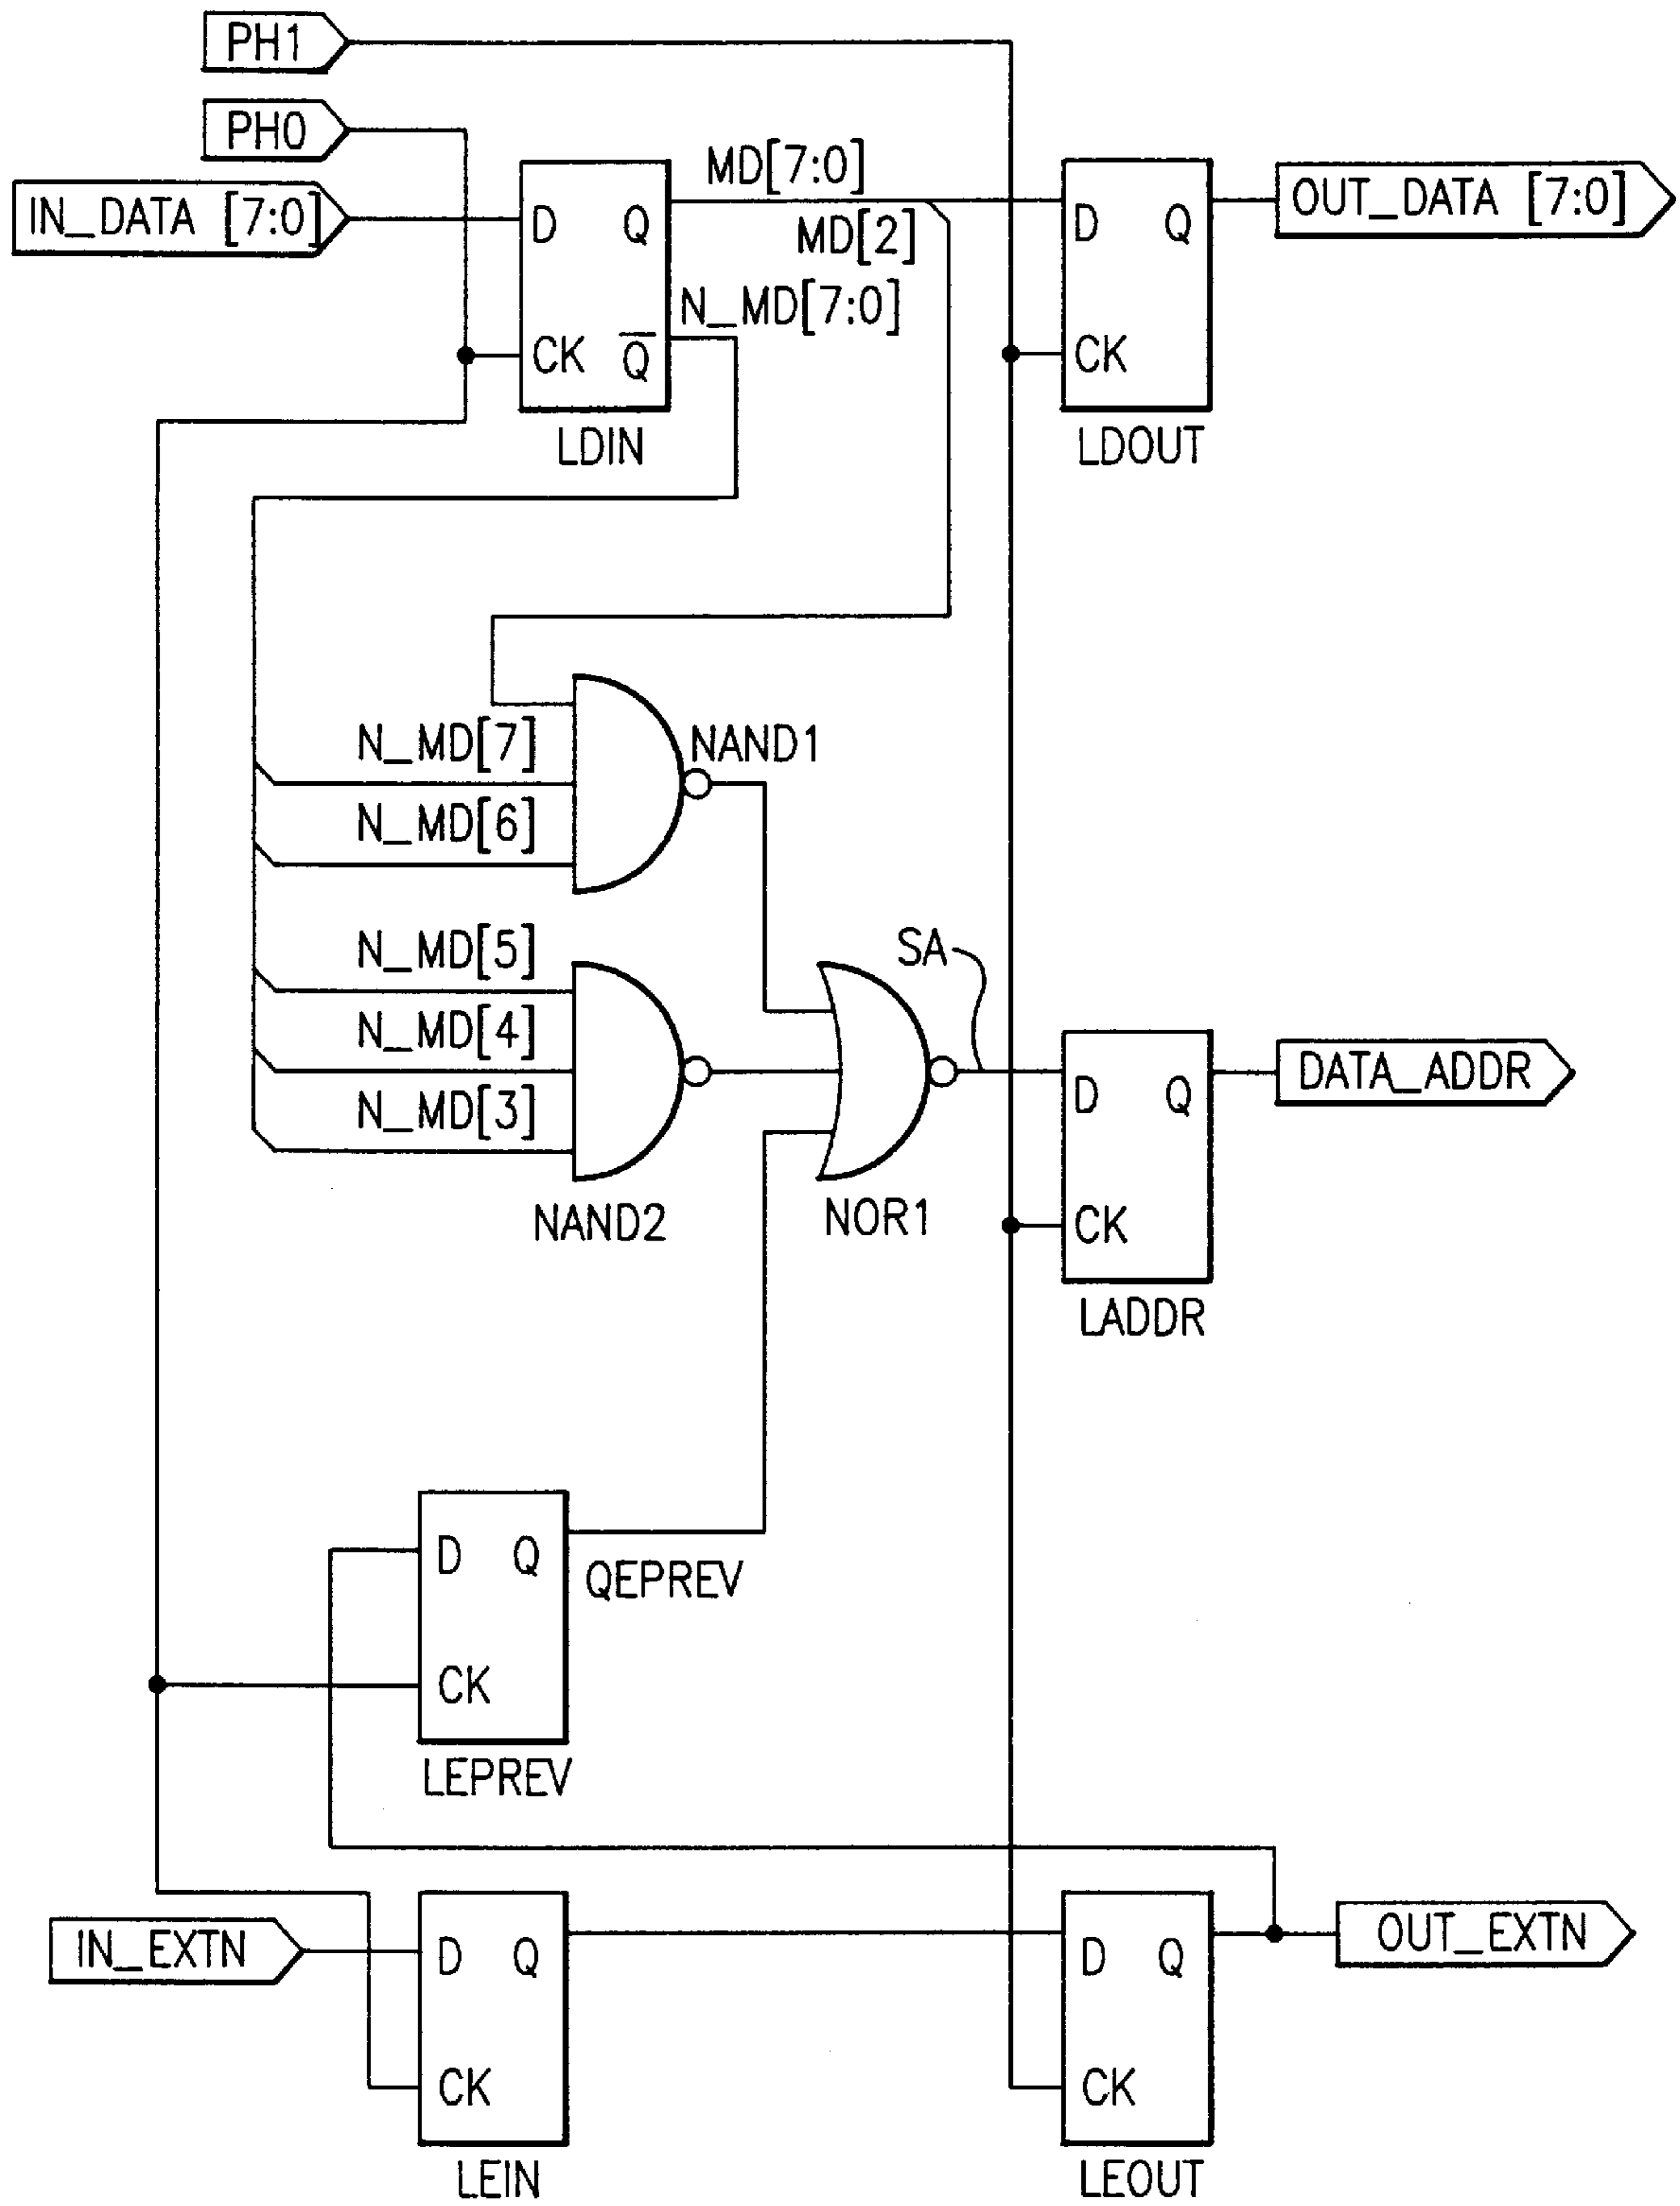 PH1
PH0
IN_DATA [7:0]
MD[7:0]
MD[2]
N_MD[7:0]
D Q
CK Q̅
LDIN
D Q
CK
LDOUT
OUT_DATA [7:0]
N_MD[7]
N_MD[6]
NAND1
N_MD[5]
N_MD[4]
N_MD[3]
NAND2
SA
NOR1
D Q
CK
LADDR
DATA_ADDR
D Q
CK
QEPREV
LEPREV
IN_EXTN
D Q
CK
LEIN
D Q
CK
LEOUT
OUT_EXTN